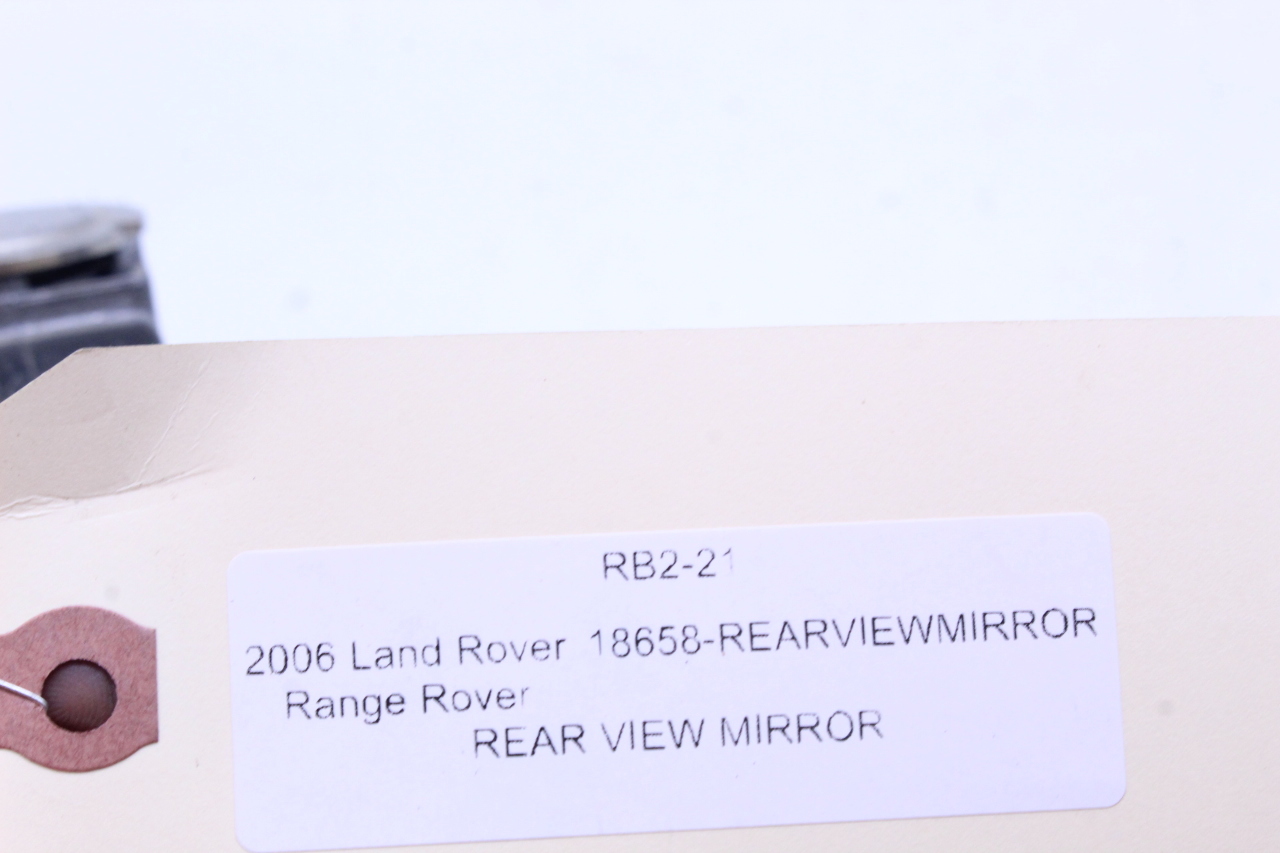 RB2-21
2006 Land Rover 18658-REARVIEWMIRROR
Range Rover
REAR VIEW MIRROR